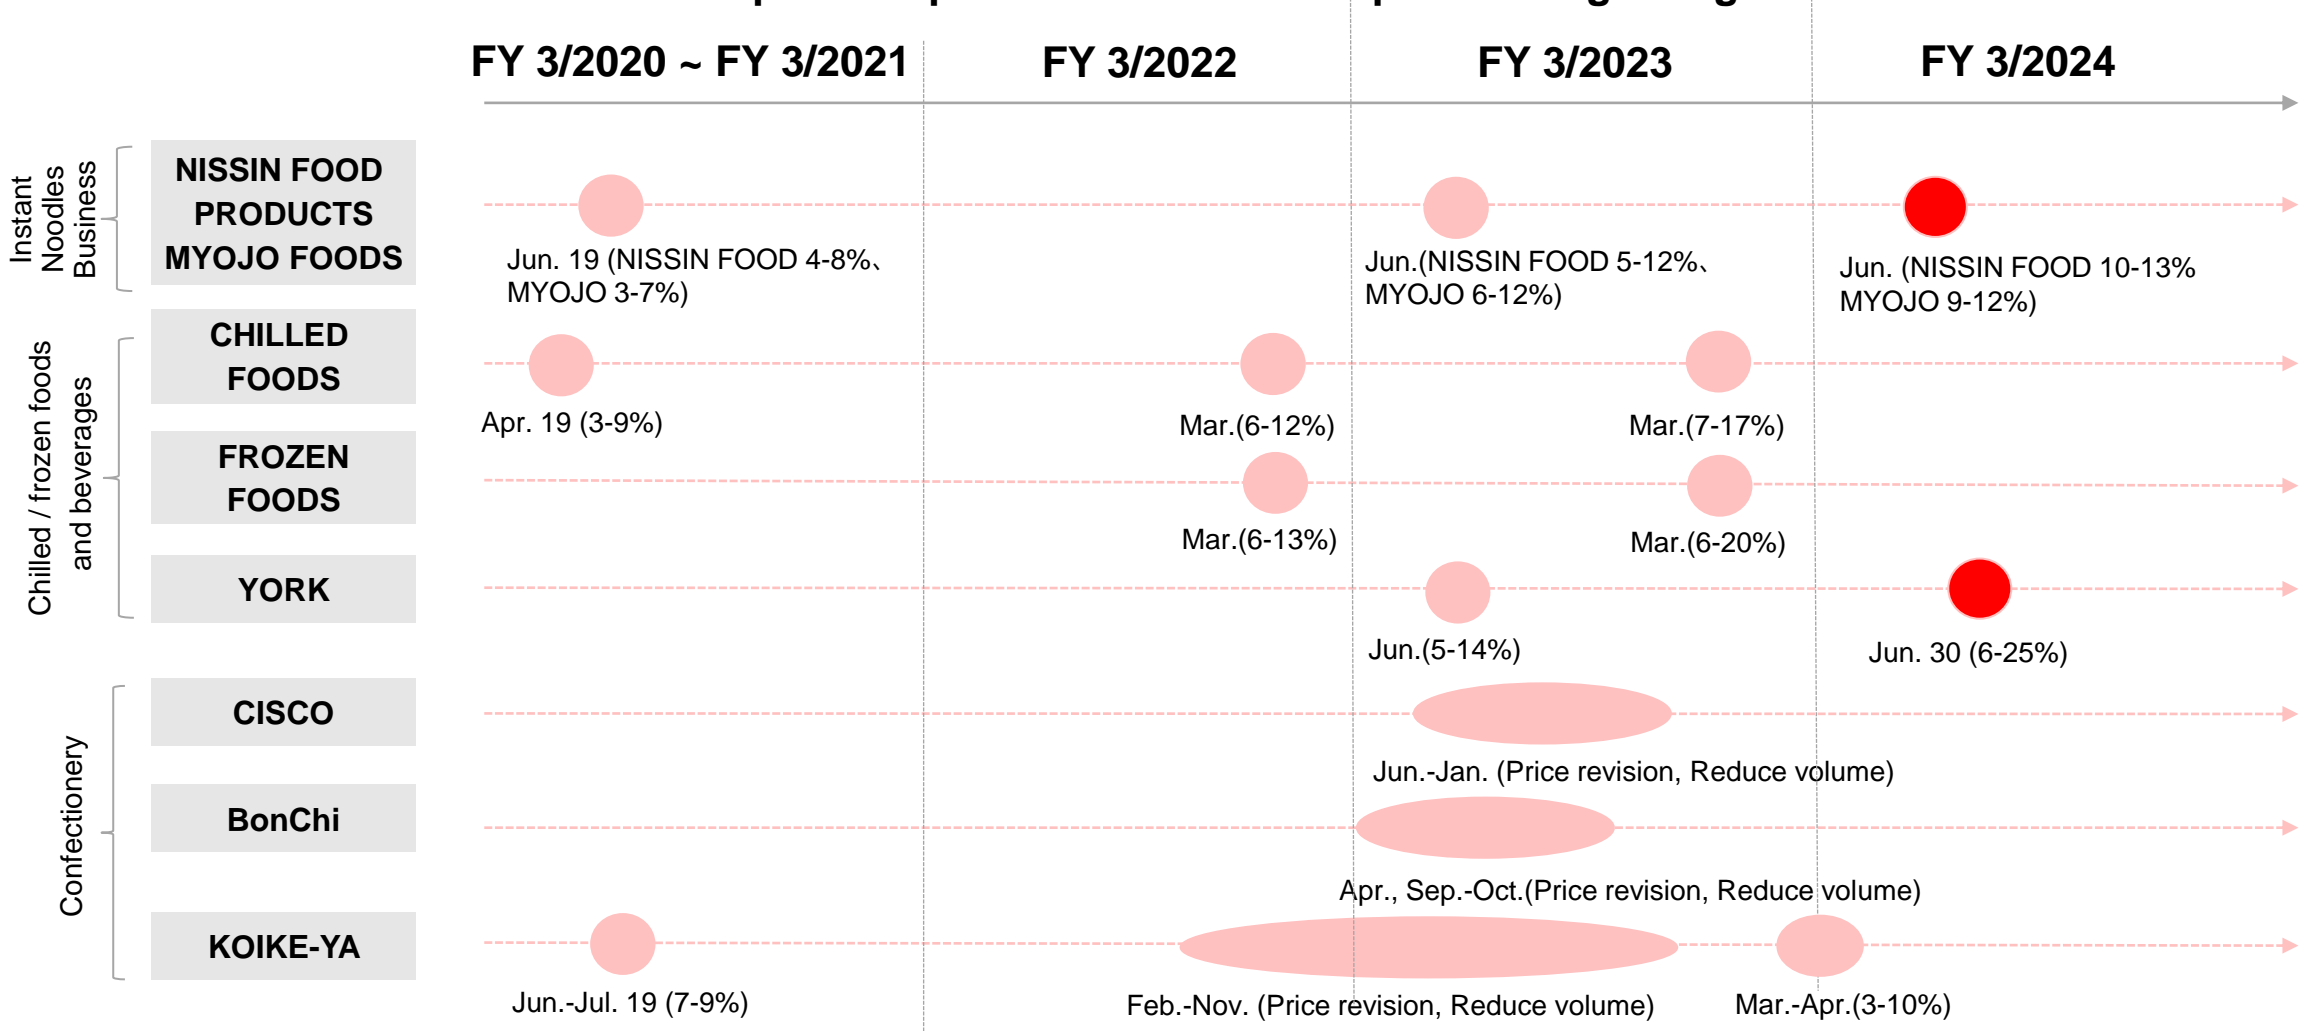 FY 3/2020 ~ FY 3/2021
FY 3/2022
FY 3/2023
FY 3/2024
Instant
Noodles
Business
NISSIN FOOD
PRODUCTS
MYOJO FOODS
Jun. 19 (NISSIN FOOD 4-8%、
MYOJO 3-7%)
Jun.(NISSIN FOOD 5-12%、
MYOJO 6-12%)
Jun. (NISSIN FOOD 10-13%
MYOJO 9-12%)
Chilled / frozen foods
and beverages
CHILLED
FOODS
Apr. 19 (3-9%)
Mar.(6-12%)
Mar.(7-17%)
FROZEN
FOODS
Mar.(6-13%)
Mar.(6-20%)
YORK
Jun.(5-14%)
Jun. 30 (6-25%)
Confectionery
CISCO
Jun.-Jan. (Price revision, Reduce volume)
BonChi
Apr., Sep.-Oct.(Price revision, Reduce volume)
KOIKE-YA
Jun.-Jul. 19 (7-9%)
Feb.-Nov. (Price revision, Reduce volume)
Mar.-Apr.(3-10%)